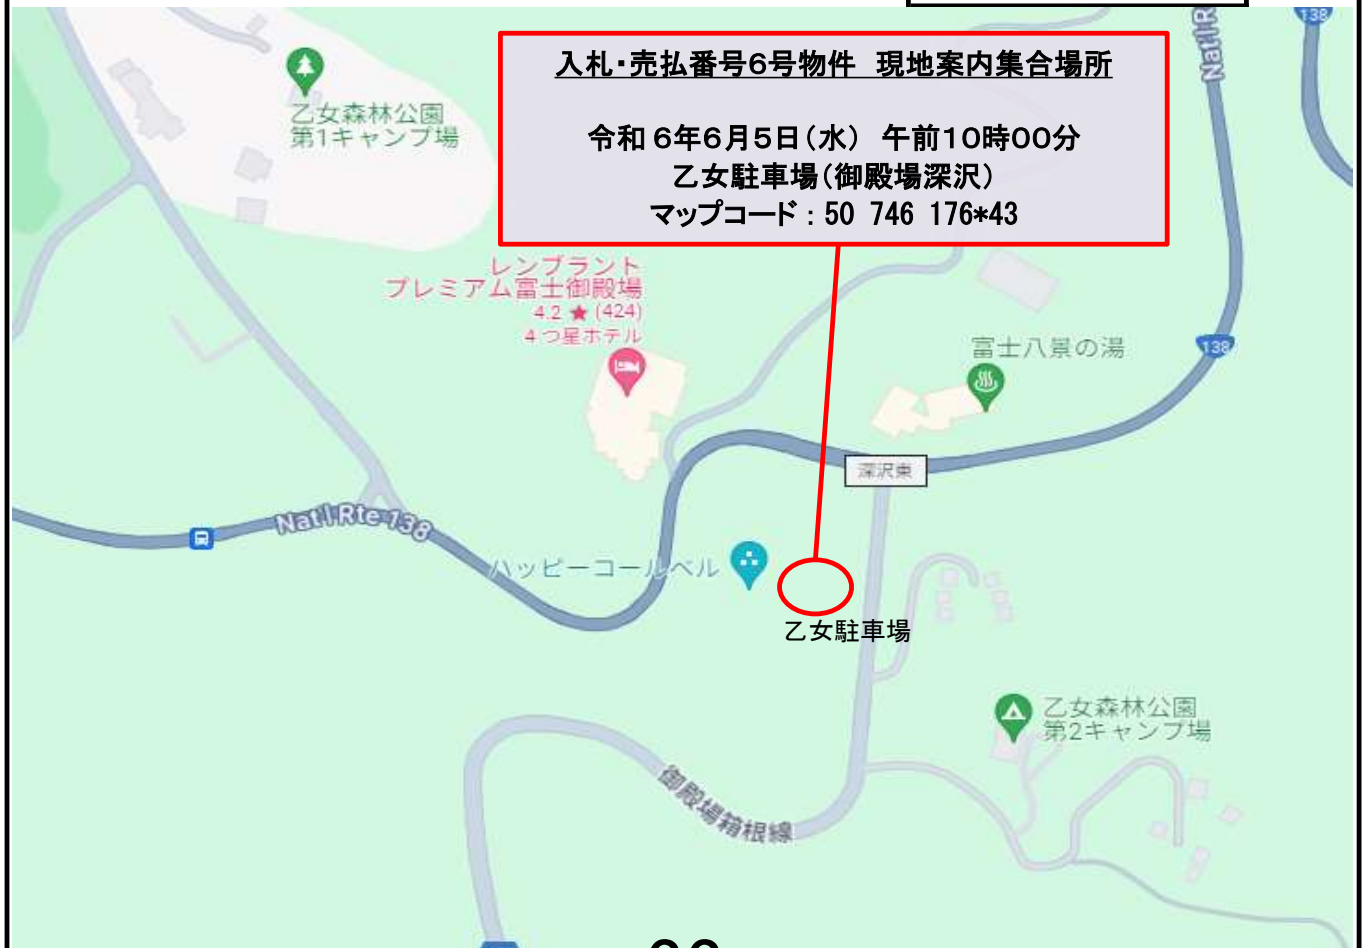 138
Nat'l R
入札・売払番号6号物件 現地案内集合場所
令和6年6月5日(水) 午前10時00分
乙女駐車場(御殿場深沢)
マップコード:50 746 176*43
乙女森林公園
第1キャンプ場
レンブラント
プレミアム富士御殿場
4.2 ★ (424)
4つ星ホテル
富士八景の湯
138
深沢東
Nat'l Rte 138
ハッピーコールベル
乙女駐車場
乙女森林公園
第2キャンプ場
御殿場箱根線